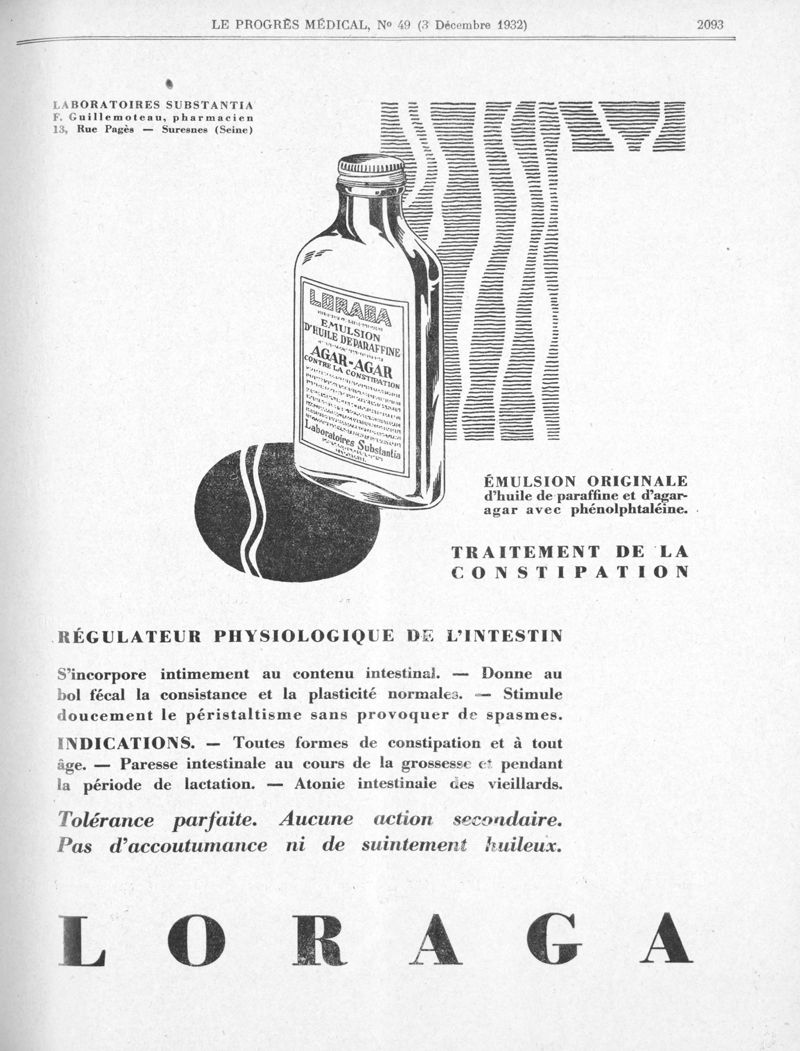 LE PROGRÈS MÉDICAL, No 49 (3 Décembre 1932)
2093
LABORATOIRES SUBSTANTIA
F. Guillemoteau, pharmacien
13, Rue Pagès — Suresnes (Seine)
LORAGA
EMULSION
D'HUILE DE PARAFFINE
AGAR-AGAR
CONTRE LA CONSTIPATION
Laboratoires Substantia
ÉMULSION ORIGINALE
d'huile de paraffine et d'agar-
agar avec phénolphtaléine.
TRAITEMENT DE LA
CONSTIPATION
RÉGULATEUR PHYSIOLOGIQUE DE L'INTESTIN
S'incorpore intimement au contenu intestinal. — Donne au
bol fécal la consistance et la plasticité normales. — Stimule
doucement le péristaltisme sans provoquer de spasmes.
INDICATIONS. — Toutes formes de constipation et à tout
âge. — Paresse intestinale au cours de la grossesse et pendant
la période de lactation. — Atonie intestinale des vieillards.
Tolérance parfaite. Aucune action secondaire.
Pas d'accoutumance ni de suintement huileux.
LORAGA